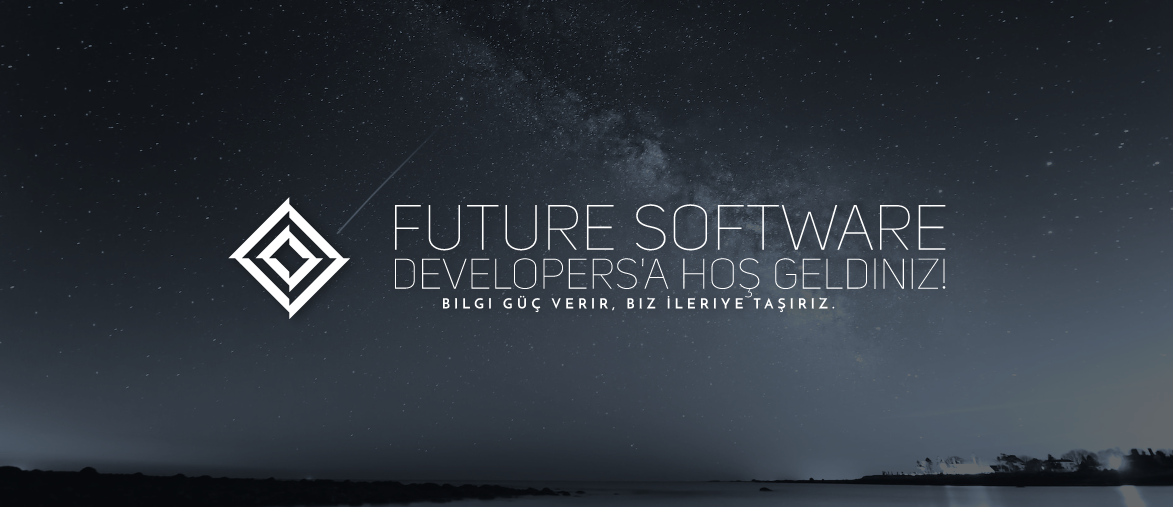 FUTURE SOFTWARE
DEVELOPERS'A HOŞ GELDINIZ!
BILGI GÜÇ VERIR, BIZ İLERIYE TAŞIRIZ.